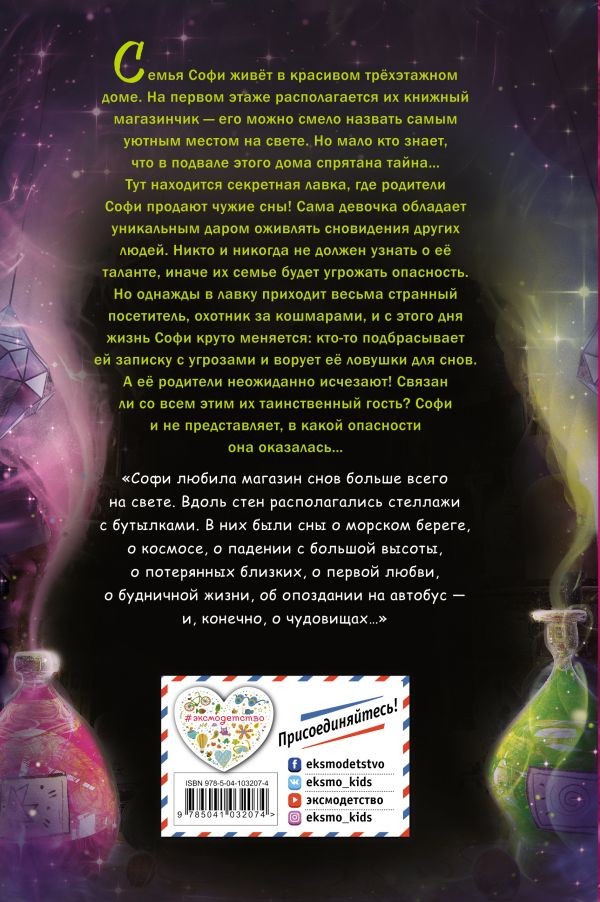 Семья Софи живёт в красивом трёхэтажном
доме. На первом этаже располагается их книжный
магазинчик — его можно смело назвать самым
уютным местом на свете. Но мало кто знает,
что в подвале этого дома спрятана тайна...
Тут находится секретная лавка, где родители
Софи продают чужие сны! Сама девочка обладает
уникальным даром оживлять сновидения других
людей. Никто и никогда не должен узнать о её
таланте, иначе их семье будет угрожать опасность.
Но однажды в лавку приходит весьма странный
посетитель, охотник за кошмарами, и с этого дня
жизнь Софи круто меняется: кто-то подбрасывает
ей записку с угрозами и ворует её ловушки для снов.
А её родители неожиданно исчезают! Связан
ли со всем этим их таинственный гость? Софи
и не представляет, в какой опасности
она оказалась...
«Софи любила магазин снов больше всего
на свете. Вдоль стен располагались стеллажи
с бутылками. В них были сны о морском береге,
о космосе, о падении с большой высоты,
о потерянных близких, о первой любви,
о будничной жизни, об опоздании на автобус —
и, конечно, о чудовищах...»
#эксмодетство
Присоединяйтесь!
eksmodetstvo
eksmo_kids
эксмодетство
eksmo_kids
ISBN 978-5-04-103207-4
9 785041 032074 >